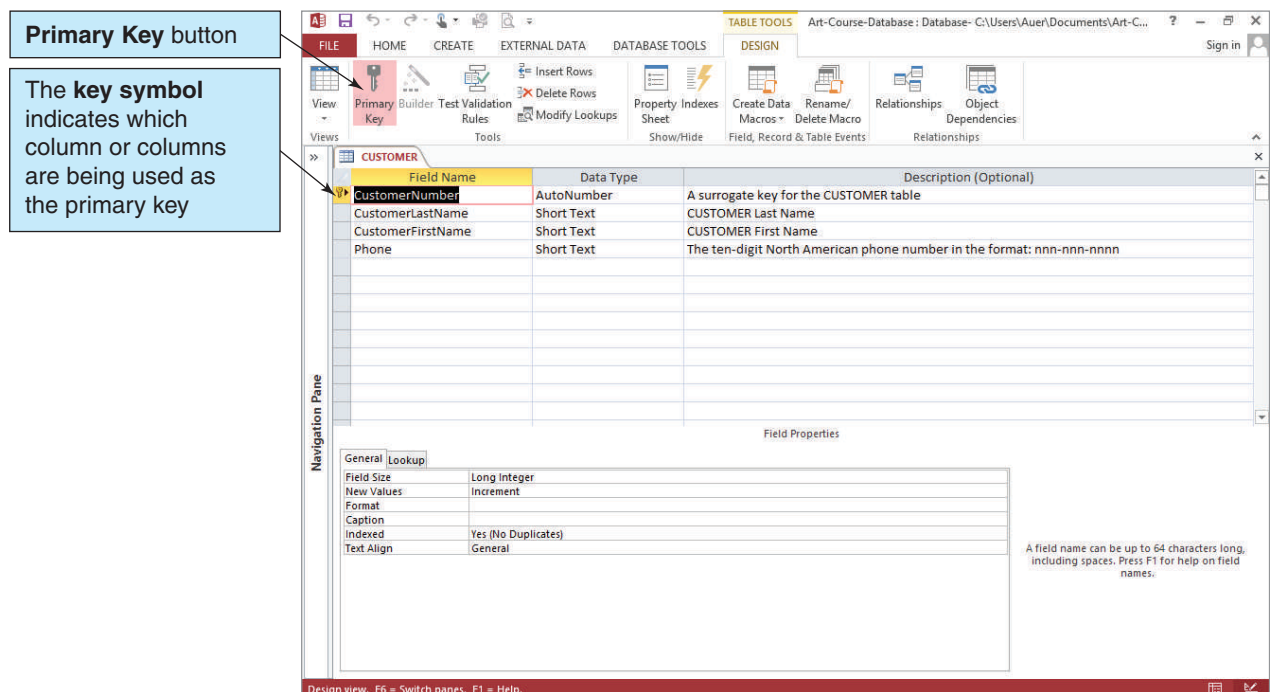 Primary Key button
The key symbol
indicates which
column or columns
are being used as
the primary key
TABLE TOOLS Art-Course-Database : Database- C:\Users\Auer\Documents\Art-C... ?
FILE HOME CREATE EXTERNAL DATA DATABASE TOOLS DESIGN Sign in
View
Primary Key
Builder
Test Validation Rules
Insert Rows
Delete Rows
Modify Lookups
Property Sheet
Indexes
Create Data Macros
Rename/ Delete Macro
Relationships
Object Dependencies
Views Tools Show/Hide Field, Record & Table Events Relationships
» CUSTOMER
Field Name Data Type Description (Optional)
CustomerNumber AutoNumber A surrogate key for the CUSTOMER table
CustomerLastName Short Text CUSTOMER Last Name
CustomerFirstName Short Text CUSTOMER First Name
Phone Short Text The ten-digit North American phone number in the format: nnn-nnn-nnnn
Navigation Pane
Field Properties
General Lookup
Field Size Long Integer
New Values Increment
Format
Caption
Indexed Yes (No Duplicates)
Text Align General
A field name can be up to 64 characters long,
including spaces. Press F1 for help on field
names.
Design view. F6 = Switch panes. F1 = Help.